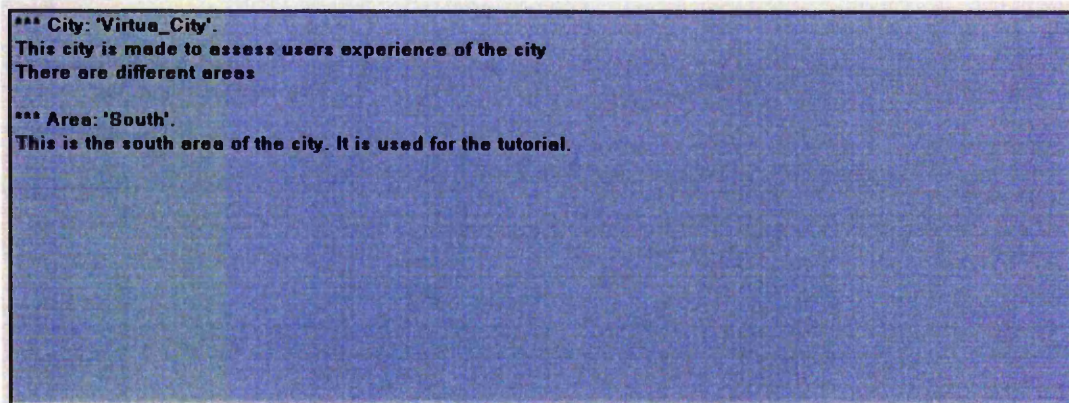 *** City: 'Virtua_City'.
This city is made to assess users experience of the city
There are different areas
*** Area: 'South'.
This is the south area of the city. It is used for the tutorial.